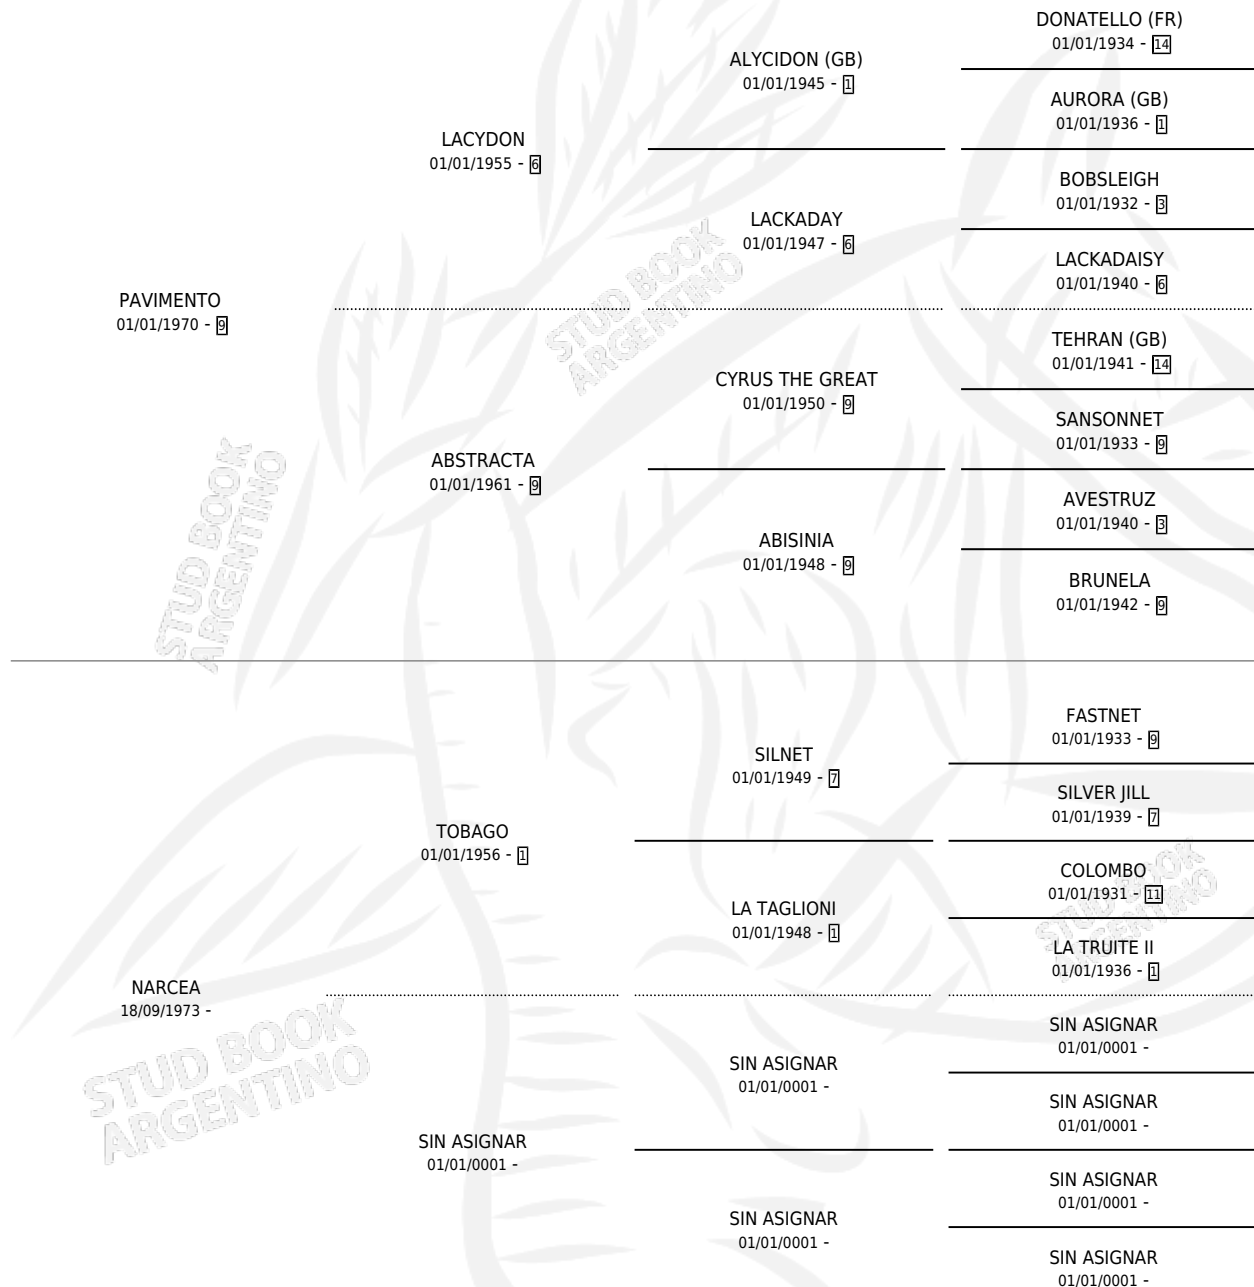 DONATELLO (FR)
01/01/1934 - 14
ALYCIDON (GB)
01/01/1945 - 1
AURORA (GB)
01/01/1936 - 1
LACYDON
01/01/1955 - 6
BOBSLEIGH
01/01/1932 - 3
LACKADAY
01/01/1947 - 6
LACKADAISY
01/01/1940 - 6
PAVIMENTO
01/01/1970 - 9
TEHRAN (GB)
01/01/1941 - 14
CYRUS THE GREAT
01/01/1950 - 9
SANSONNET
01/01/1933 - 9
ABSTRACTA
01/01/1961 - 9
AVESTRUZ
01/01/1940 - 3
ABISINIA
01/01/1948 - 9
BRUNELA
01/01/1942 - 9
FASTNET
01/01/1933 - 9
SILNET
01/01/1949 - 7
SILVER JILL
01/01/1939 - 7
TOBAGO
01/01/1956 - 1
COLOMBO
01/01/1931 - 11
LA TAGLIONI
01/01/1948 - 1
LA TRUITE II
01/01/1936 - 1
NARCEA
18/09/1973 -
SIN ASIGNAR
01/01/0001 -
SIN ASIGNAR
01/01/0001 -
SIN ASIGNAR
01/01/0001 -
SIN ASIGNAR
01/01/0001 -
SIN ASIGNAR
01/01/0001 -
SIN ASIGNAR
01/01/0001 -
SIN ASIGNAR
01/01/0001 -
STUD BOOK
ARGENTINO
STUD BOOK
ARGENTINO
STUD BOOK
ARGENTINO
STUD BOOK
ARGENTINO